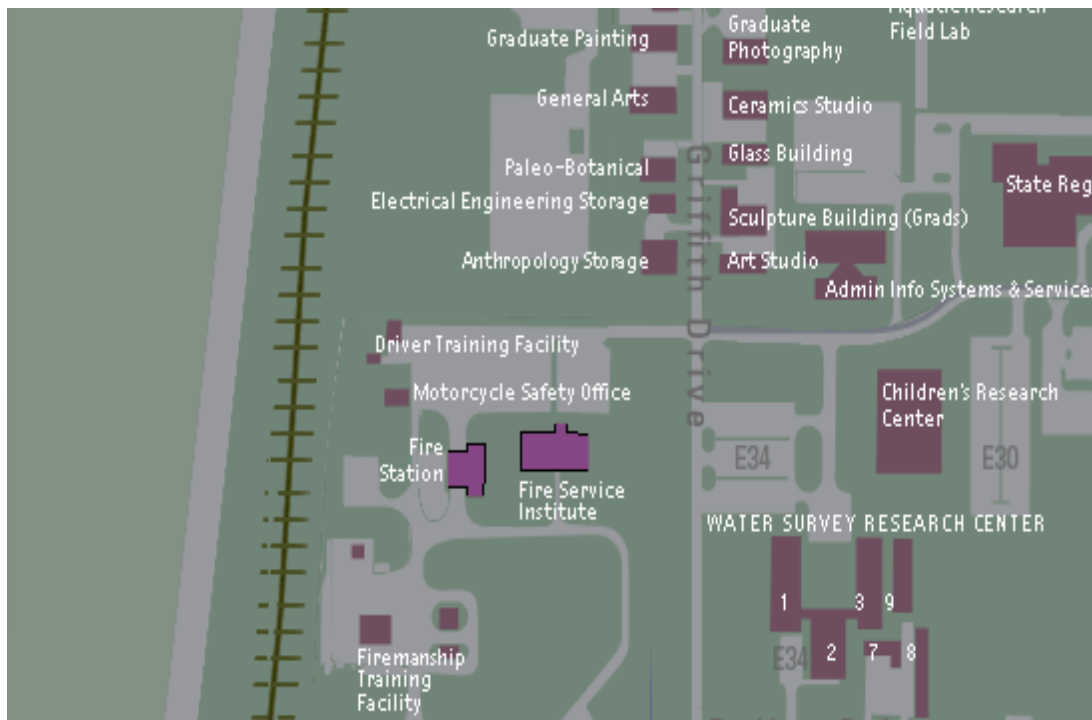 Aquatic Research
Field Lab
Graduate Painting
Graduate
Photography
General Arts
Ceramics Studio
Paleo-Botanical
Glass Building
State Reg
Electrical Engineering Storage
Sculpture Building (Grads)
Anthropology Storage
Art Studio
Admin Info Systems & Services
Griffith Drive
Driver Training Facility
Motorcycle Safety Office
Children's Research
Center
Fire
Station
E34
E30
Fire Service
Institute
WATER SURVEY RESEARCH CENTER
1
3
9
E34
2
7
8
Firemanship
Training
Facility